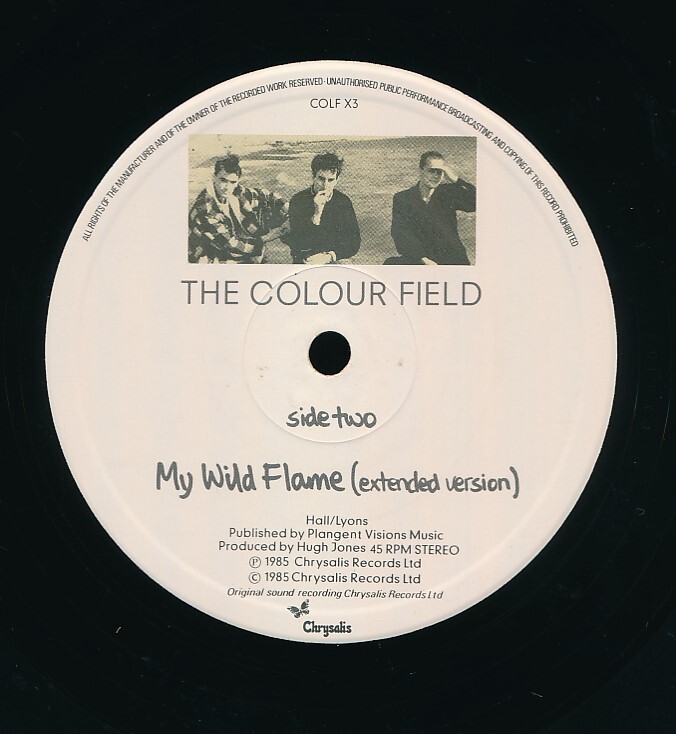 ALL RIGHTS OF THE MANUFACTURER AND OF THE OWNER OF THE RECORDED WORK RESERVED · UNAUTHORISED PUBLIC PERFORMANCE BROADCASTING AND COPYING OF THIS RECORD PROHIBITED
COLF X3
THE COLOUR FIELD
side two
My Wild Flame (extended version)
Hall/Lyons
Published by Plangent Visions Music
Produced by Hugh Jones 45 RPM STEREO
℗ 1985 Chrysalis Records Ltd
© 1985 Chrysalis Records Ltd
Original sound recording Chrysalis Records Ltd
Chrysalis